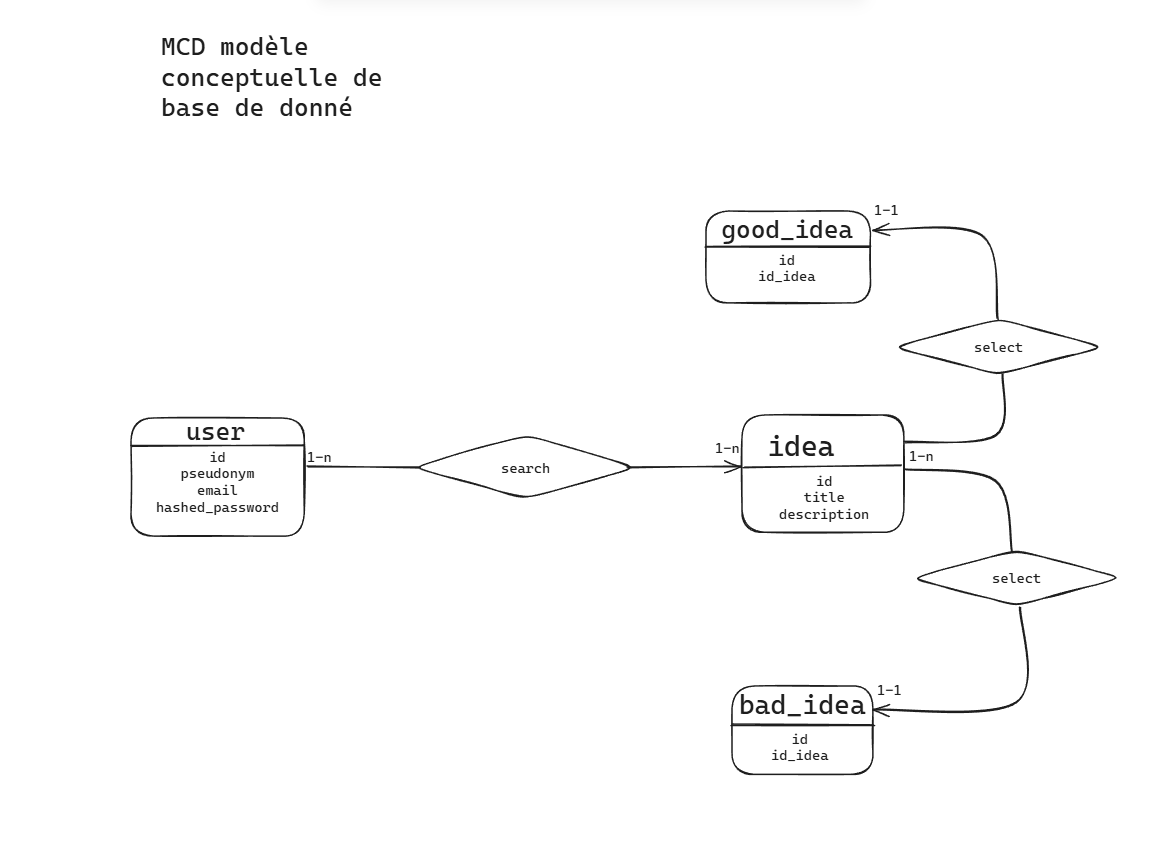 MCD modèle
conceptuelle de
base de donné
1-1
good_idea
id
id_idea
select
user
id
pseudonym
email
hashed_password
1-n
search
1-n
idea
id
title
description
1-n
select
1-1
bad_idea
id
id_idea